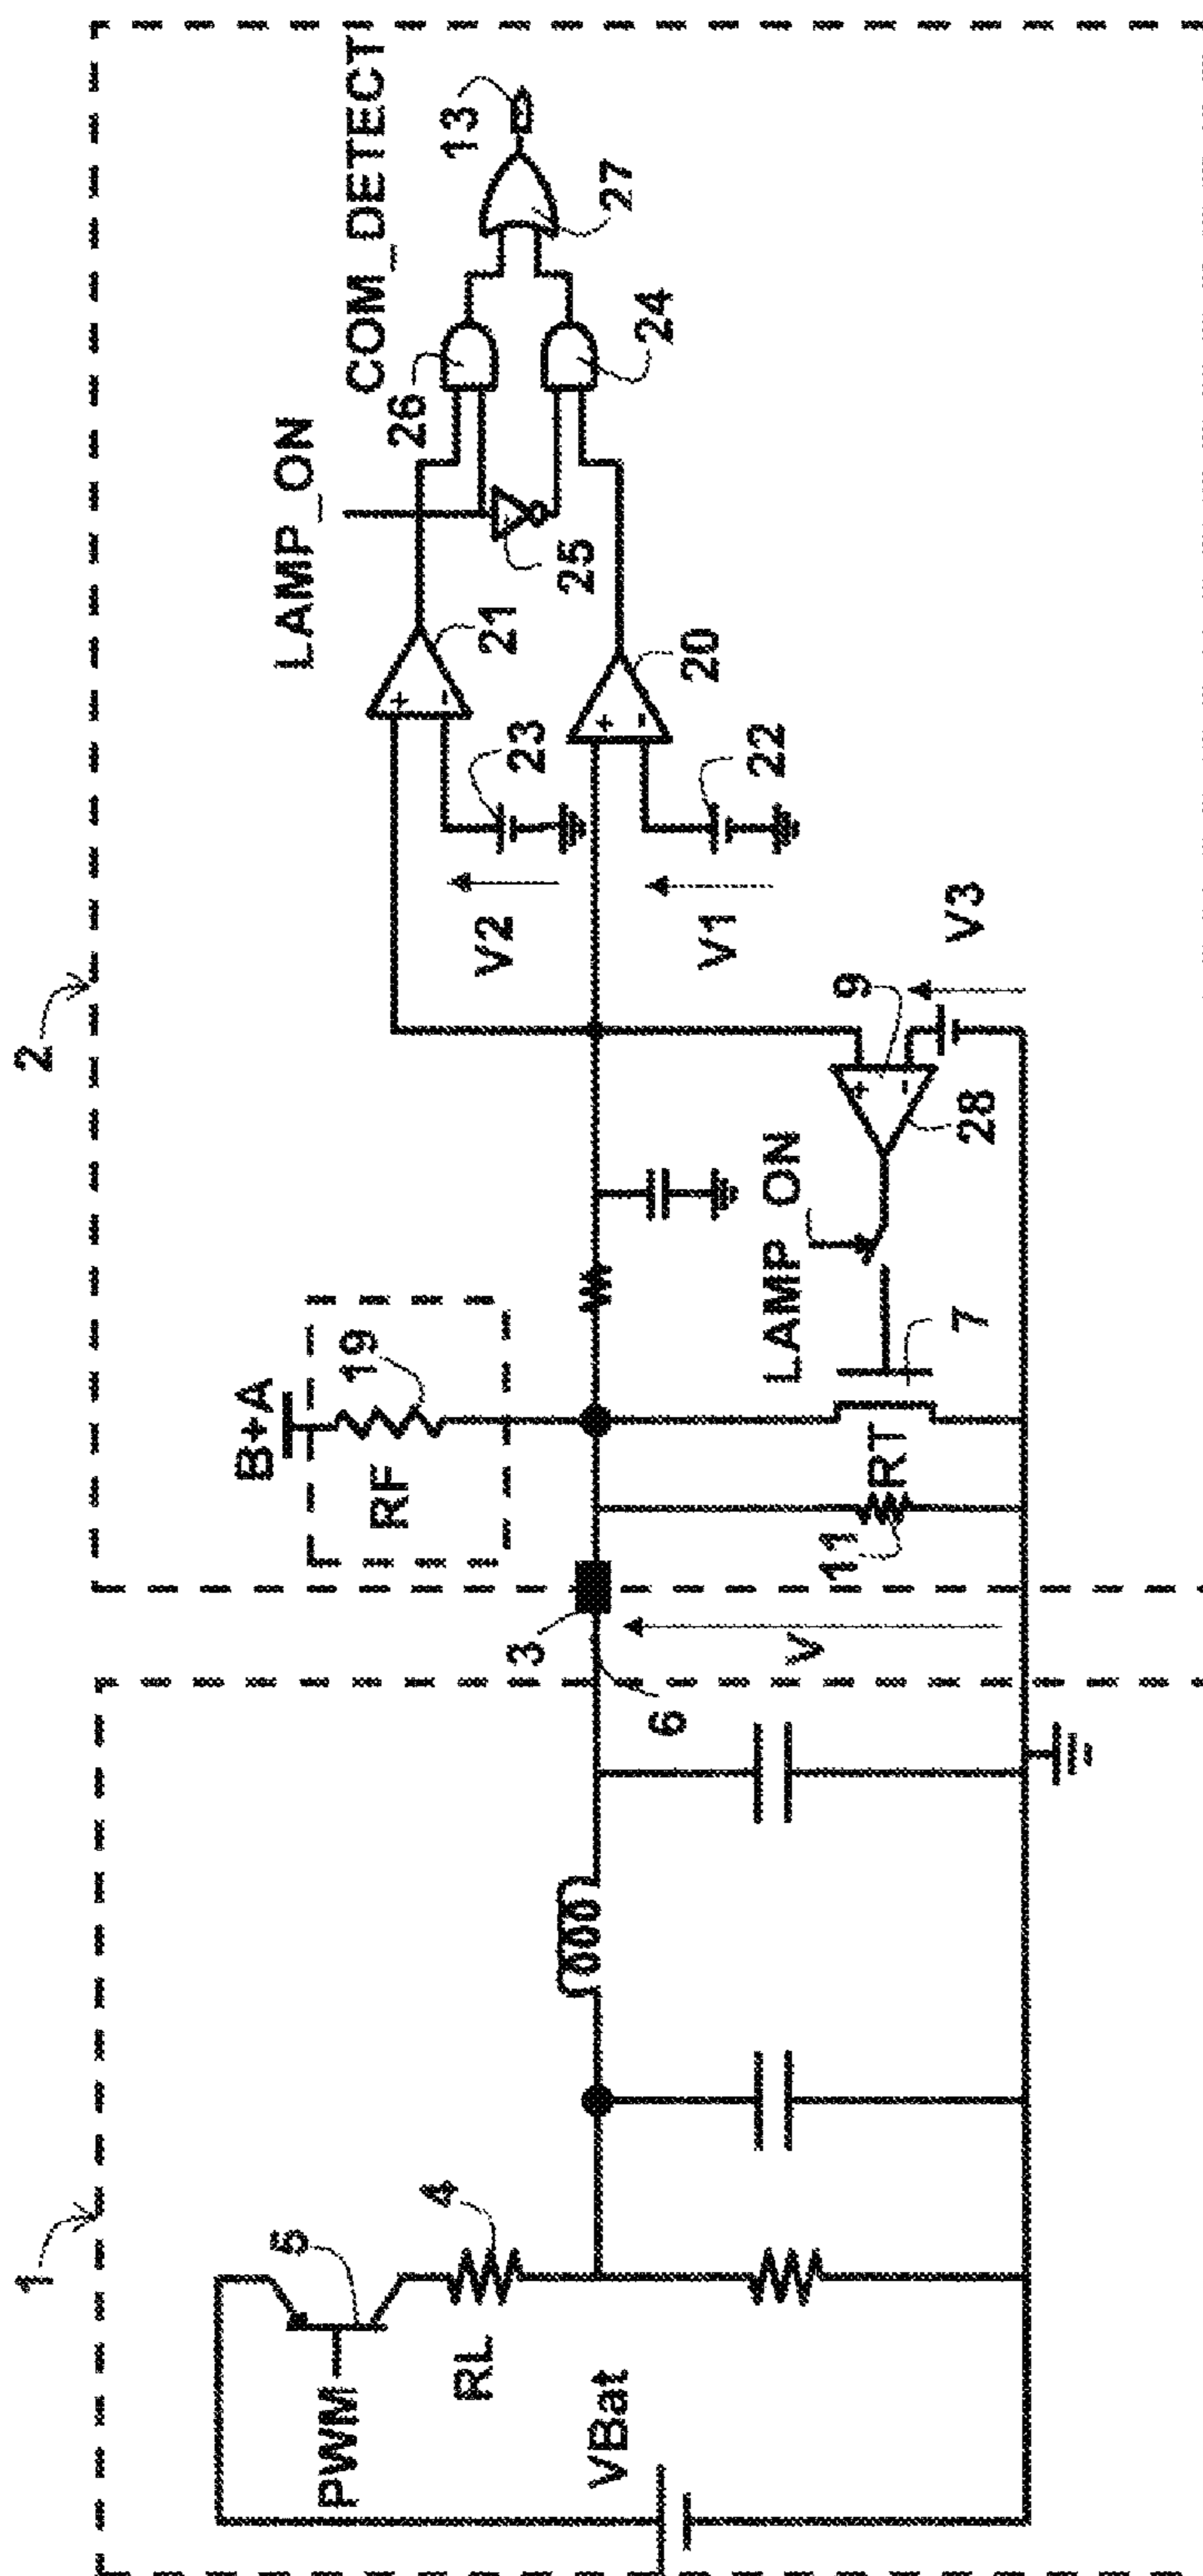 1
2
PWM
5
RL
4
VBat
6
3
V
B+A
RF
19
11
RT
7
LAMP_ON
28
9
V3
V2
V1
23
22
21
20
LAMP_ON
25
26
24
COM_DETECT
27
13
+
-
+
-
+
-